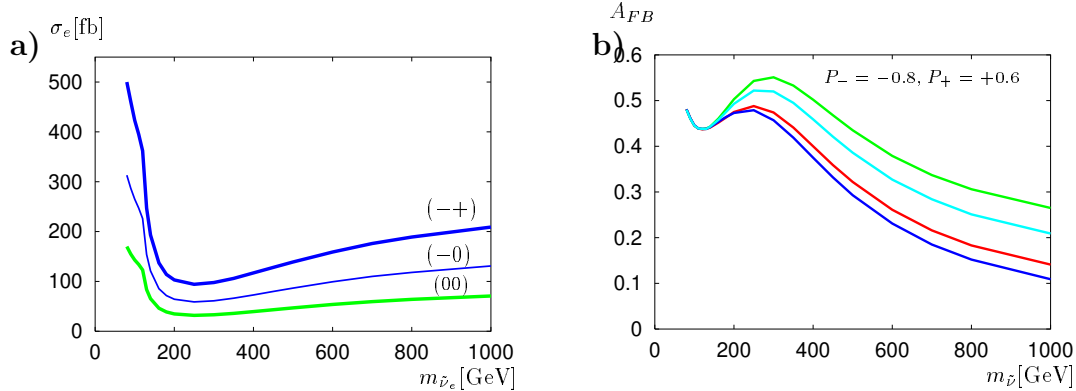 a)
σ_e[fb]
500
400
300
200
100
0
0 200 400 600 800 1000
(−+)
(−0)
(00)
m_ν̃_e[GeV]
b)
A_FB
0.6
0.5
0.4
0.3
0.2
0.1
0
0 200 400 600 800 1000
P_− = −0.8, P_+ = +0.6
m_ν̃[GeV]